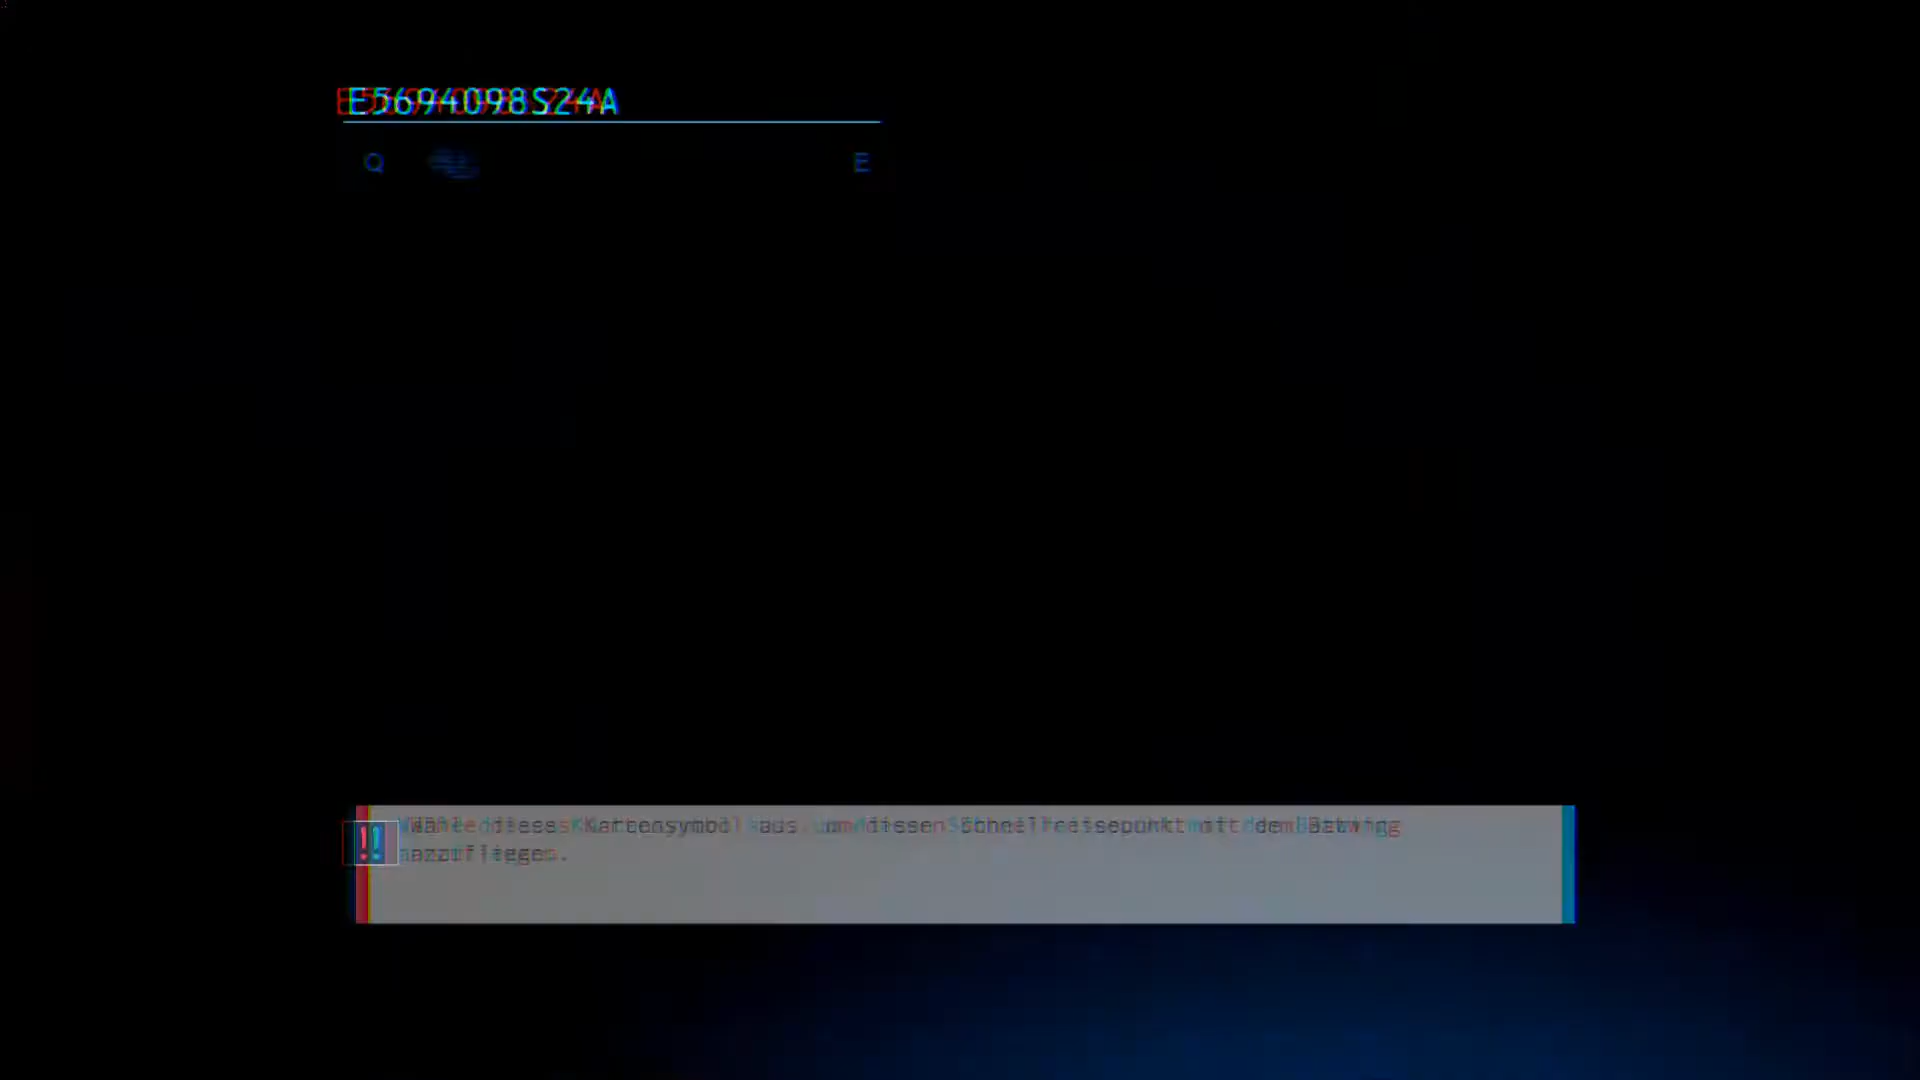 E5694098S24A
Q E
!! Wähle dieses Kartensymbol aus, um diesen Schnellreisepunkt mit dem Batwing
anzufliegen.